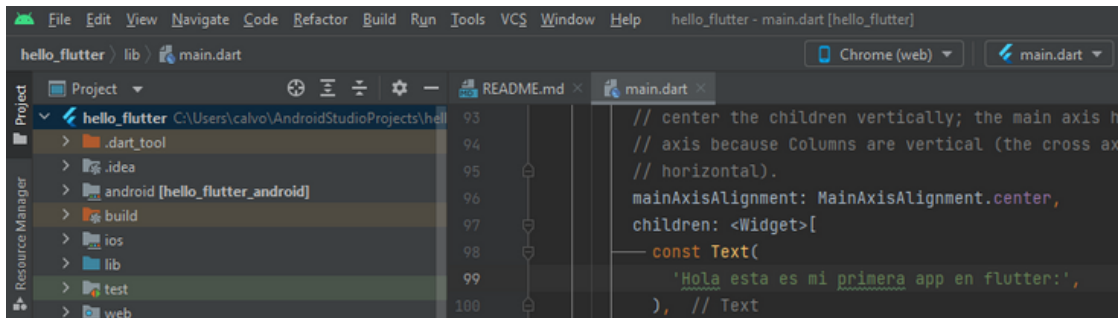 File Edit View Navigate Code Refactor Build Run Tools VCS Window Help hello_flutter - main.dart [hello_flutter]
hello_flutter lib main.dart Chrome (web) main.dart
Project
Resource Manager
Project
hello_flutter C:\Users\calvo\AndroidStudioProjects\hell
.dart_tool
.idea
android [hello_flutter_android]
build
ios
lib
test
web
README.md main.dart
93 // center the children vertically; the main axis h
94 // axis because Columns are vertical (the cross ax
95 // horizontal).
96 mainAxisAlignment: MainAxisAlignment.center,
97 children: <Widget>[
98 const Text(
99 'Hola esta es mi primera app en flutter:',
100 ), // Text